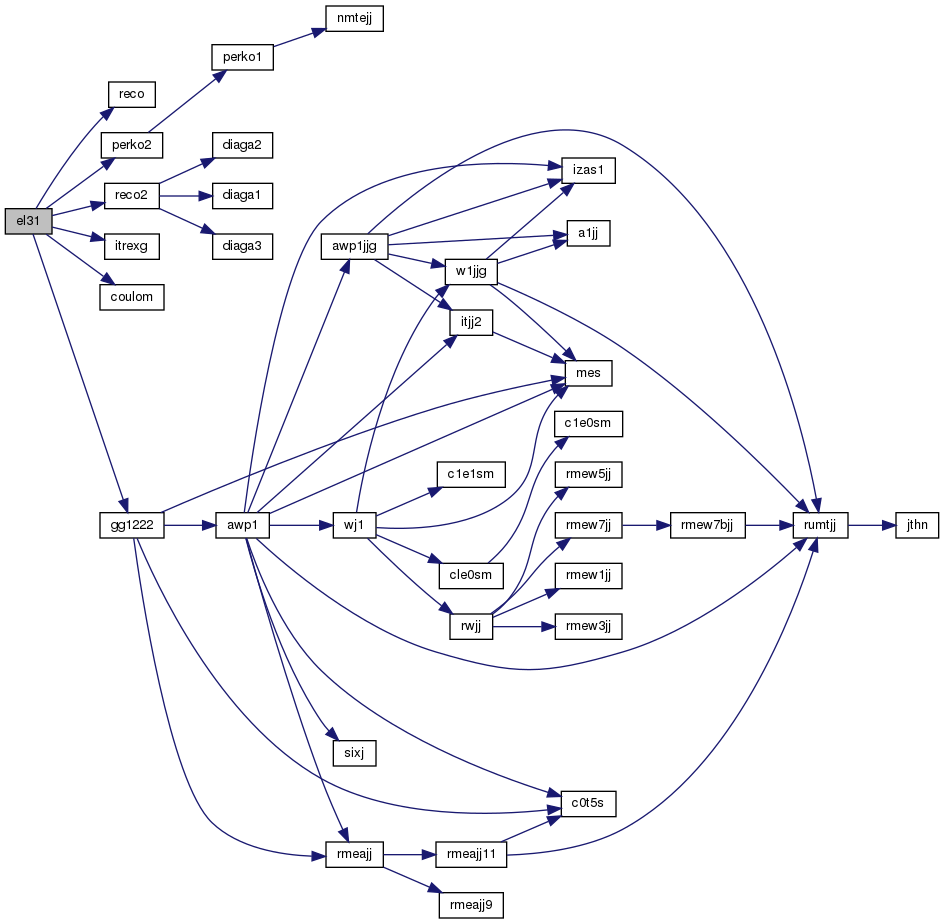 nmtejj
perko1
reco
perko2
diaga2
izas1
reco2
diaga1
el31
a1jj
itrexg
diaga3
awp1jjg
w1jjg
coulom
itjj2
mes
c1e0sm
c1e1sm
rmew5jj
gg1222
awp1
wj1
rmew7jj
rmew7bjj
rumtjj
jthn
cle0sm
rmew1jj
rwjj
rmew3jj
sixj
c0t5s
rmeajj
rmeajj11
rmeajj9